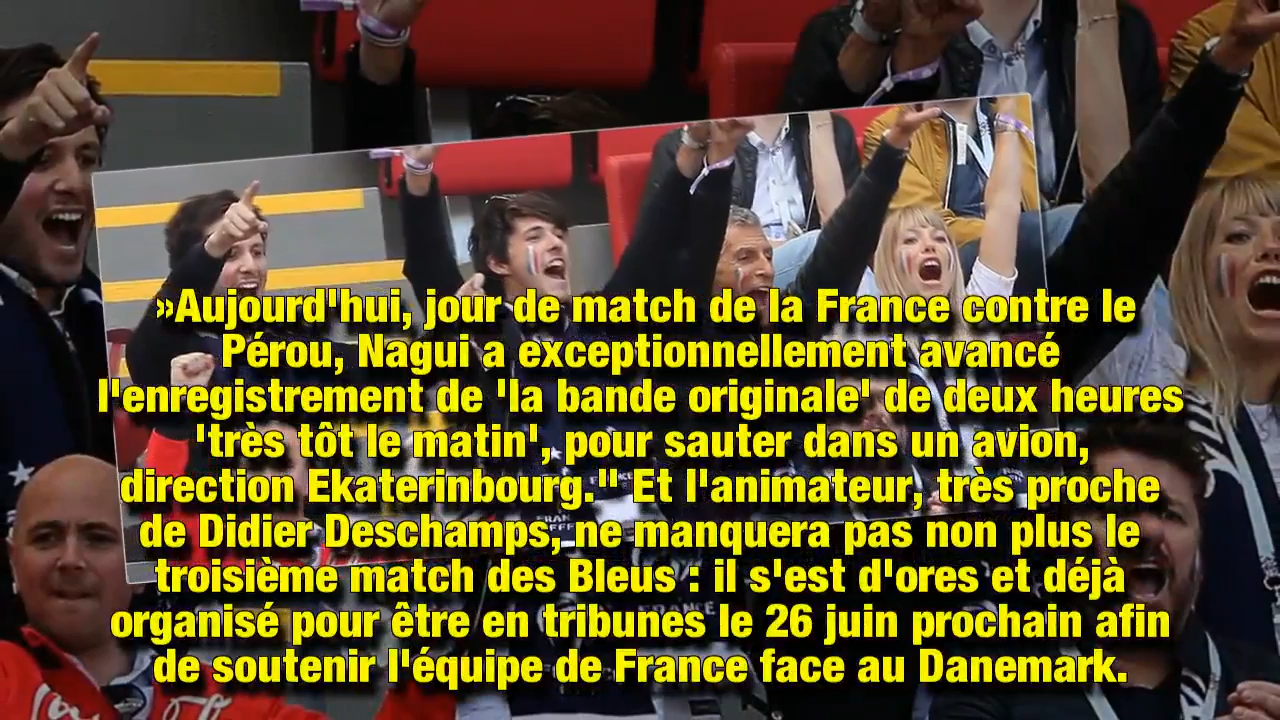 »Aujourd'hui, jour de match de la France contre le
Pérou, Nagui a exceptionnellement avancé
l'enregistrement de 'la bande originale' de deux heures
'très tôt le matin', pour sauter dans un avion,
direction Ekaterinbourg." Et l'animateur, très proche
de Didier Deschamps, ne manquera pas non plus le
troisième match des Bleus : il s'est d'ores et déjà
organisé pour être en tribunes le 26 juin prochain afin
de soutenir l'équipe de France face au Danemark.
FRANCE